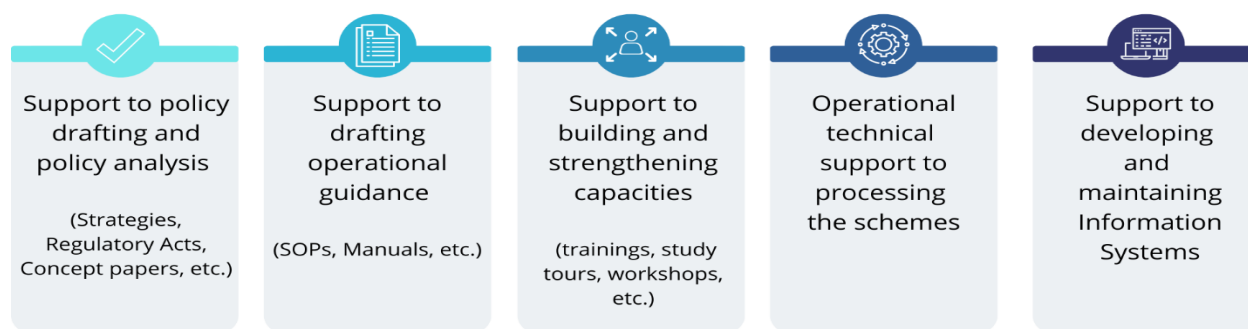 Support to policy
drafting and
policy analysis
(Strategies,
Regulatory Acts,
Concept papers, etc.)
Support to
drafting
operational
guidance
(SOPs, Manuals, etc.)
Support to
building and
strengthening
capacities
(trainings, study
tours, workshops,
etc.)
Operational
technical
support to
processing
the schemes
Support to
developing
and
maintaining
Information
Systems